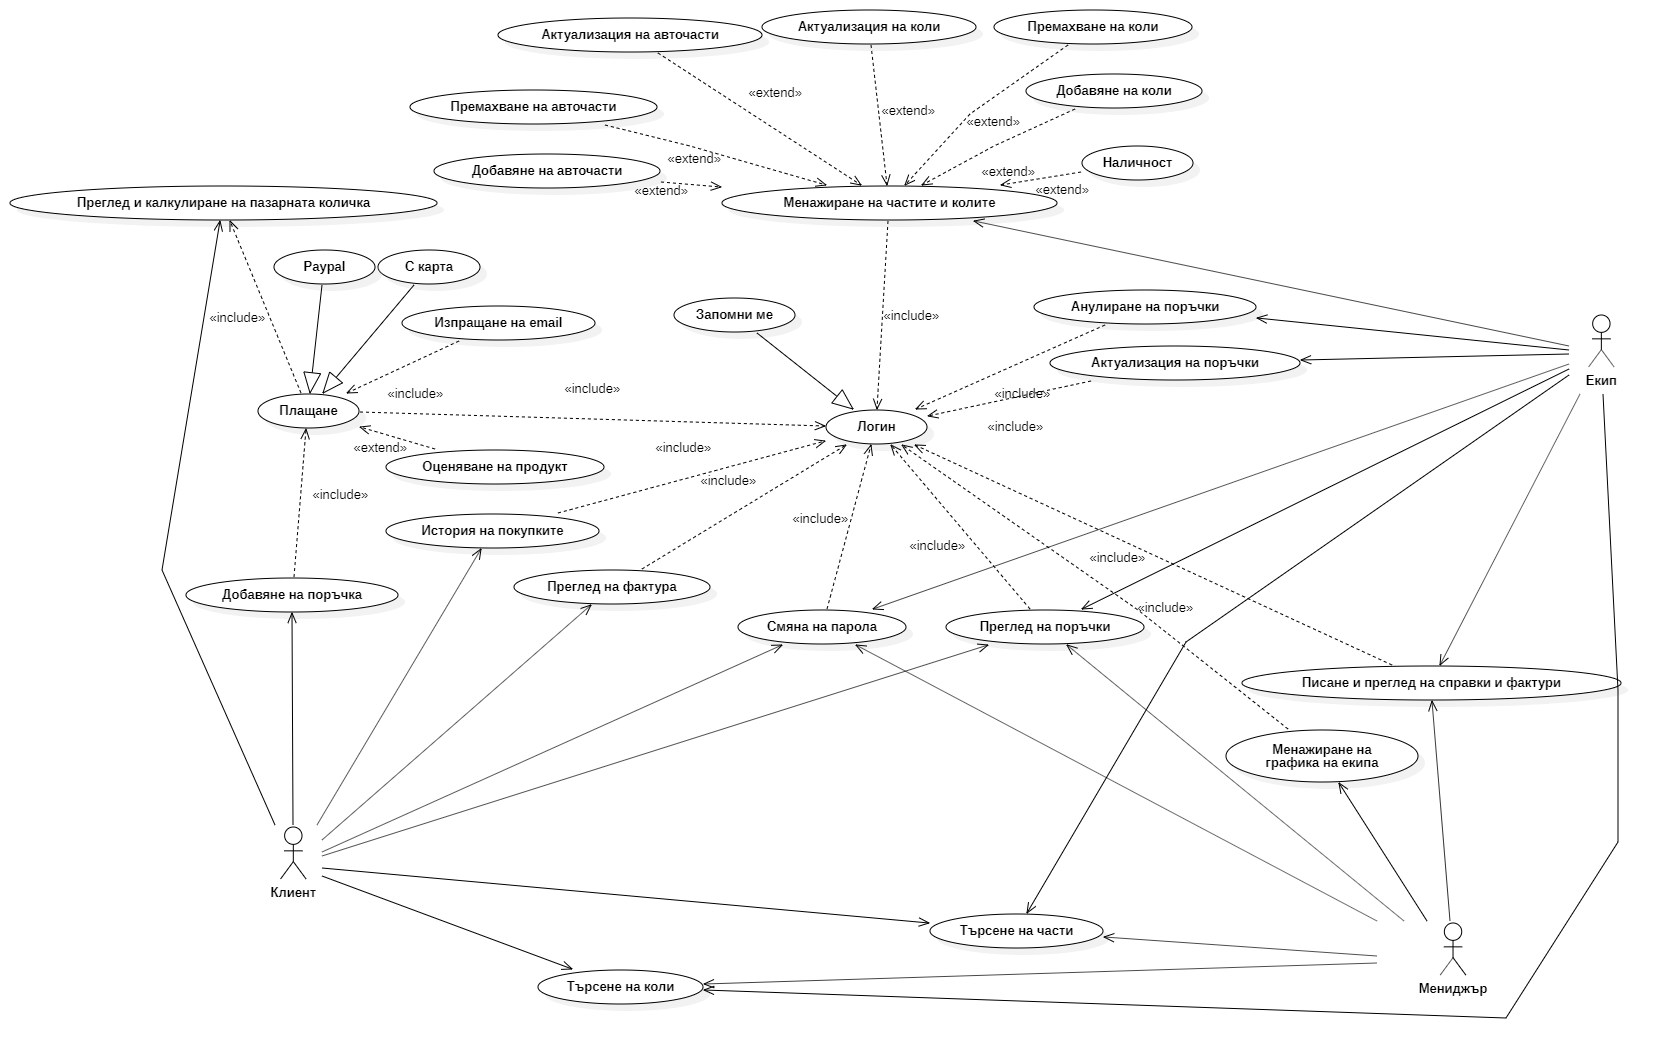 Актуализация на коли
Премахване на коли
Актуализация на авточасти
Добавяне на коли
«extend»
Премахване на авточасти
«extend»
«extend»
«extend»
Наличност
Добавяне на авточасти
«extend»
«extend»
«extend»
Преглед и калкулиране на пазарната количка
Менажиране на частите и колите
Paypal
С карта
Анулиране на поръчки
Запомни ме
«include»
«include»
Изпращане на email
Актуализация на поръчки
Екип
«include»
«include»
«include»
Плащане
Логин
«include»
«extend»
«include»
Оценяване на продукт
«include»
«include»
«include»
История на покупките
«include»
«include»
Преглед на фактура
Добавяне на поръчка
«include»
Смяна на парола
Преглед на поръчки
Писане и преглед на справки и фактури
Менажиране на
графика на екипа
Клиент
Търсене на части
Търсене на коли
Мениджър